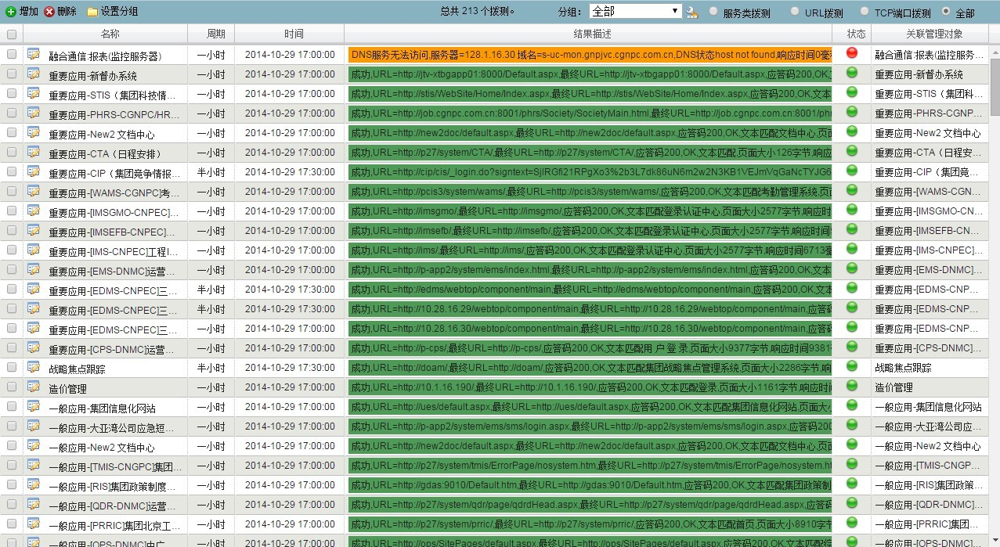 增加 删除 设置分组 总共 213 个拨测。 分组： 全部 服务类拨测 URL拨测 TCP端口拨测 全部
名称 周期 时间 结果描述 状态 关联管理对象
融合通信:报表(监控服务器) 一小时 2014-10-29 17:00:00 DNS服务无法访问,服务器=128.1.16.30 域名=s-uc-mon.gnpjvc.cgnpc.com.cn,DNS状态host not found,响应时间0毫 融合通信:报表(监控服务...
重要应用-新督办系统 一小时 2014-10-29 17:00:00 成功,URL=http://jtv-xtbgapp01:8000/Default.aspx,最终URL=http://jtv-xtbgapp01:8000/Default.aspx,应答码200,OK, 重要应用-新督办系统
重要应用-STIS（集团科技情... 一小时 2014-10-29 17:00:00 成功,URL=http://stis/WebSite/Home/Index.aspx,最终URL=http://stis/WebSite/Home/Index.aspx,应答码200,OK,文本 重要应用-STIS（集团科...
重要应用-PHRS-CGNPC/HR... 一小时 2014-10-29 17:00:00 成功,URL=http://job.cgnpc.com.cn:8001/phrs/Society/SocietyMain.html,最终URL=http://job.cgnpc.com.cn:8001/phr 重要应用-PHRS-CGNP...
重要应用-New2 文档中心 一小时 2014-10-29 17:00:00 成功,URL=http://new2doc/default.aspx,最终URL=http://new2doc/default.aspx,应答码200,OK,文本匹配文档中心,页面 重要应用-New2 文档中心
重要应用-CTA（日程安义） 一小时 2014-10-29 17:00:00 成功,URL=http://p27/system/CTA/,最终URL=http://p27/system/CTA/,应答码200,OK,文本匹配,页面大小126字节,响应 重要应用-CTA（日程安...
重要应用-CIP（集团竞争情报... 半小时 2014-10-29 17:30:00 成功,URL=http://cip/cis/_login.do?signtext=SjIRGfi21RPgXo3%2b3L7dk86uN6m2w2N3KB1VEJmVqGaNcTYJG6 重要应用-CIP（集团竞...
重要应用-[WAMS-CGNPC]考... 一小时 2014-10-29 17:00:00 成功,URL=http://pcis3/system/wams/,最终URL=http://pcis3/system/wams/,应答码200,OK,文本匹配考勤管理系统,页面 重要应用-[WAMS-CGN...
重要应用-[IMSGMO-CNPEC]... 一小时 2014-10-29 17:00:00 成功,URL=http://imsgmo/,最终URL=http://imsgmo/,应答码200,OK,文本匹配登录认证中心,页面大小2577字节,响应时 重要应用-[IMSGMO-CN...
重要应用-[IMSEFB-CNPEC]... 一小时 2014-10-29 17:00:00 成功,URL=http://imsefb/,最终URL=http://imsefb/,应答码200,OK,文本匹配登录认证中心,页面大小2577字节,响应时间 重要应用-[IMSEFB-CN...
重要应用-[IMS-CNPEC]工程I... 一小时 2014-10-29 17:00:00 成功,URL=http://ims/,最终URL=http://ims/,应答码200,OK,文本匹配登录认证中心,页面大小2577字节,响应时间6713毫 重要应用-[IMS-CNPEC]...
重要应用-[EMS-DNMC]运营... 一小时 2014-10-29 17:00:00 成功,URL=http://p-app2/system/ems/index.html,最终URL=http://p-app2/system/ems/index.html,应答码200,OK,文本 重要应用-[EMS-DNMC]...
重要应用-[EDMS-CNPEC]三... 半小时 2014-10-29 17:30:00 成功,URL=http://edms/webtop/component/main,最终URL=http://edms/webtop/component/main,应答码200,OK,文本 重要应用-[EDMS-CNP...
重要应用-[EDMS-CNPEC]三... 半小时 2014-10-29 17:30:00 成功,URL=http://10.28.16.29/webtop/component/main,最终URL=http://10.28.16.29/webtop/component/main,应答码 重要应用-[EDMS-CNP...
重要应用-[EDMS-CNPEC]三... 一小时 2014-10-29 17:00:00 成功,URL=http://10.28.16.30/webtop/component/main,最终URL=http://10.28.16.30/webtop/component/main,应答码 重要应用-[EDMS-CNP...
重要应用-[CPS-DNMC]运营... 一小时 2014-10-29 17:00:00 成功,URL=http://p-cps/,最终URL=http://p-cps/,应答码200,OK,文本匹配用 户 登 录,页面大小9377字节,响应时间9381 重要应用-[CPS-DNMC]...
战略焦点跟踪 半小时 2014-10-29 17:30:00 成功,URL=http://doam/,最终URL=http://doam/,应答码200,OK,文本匹配集团战略焦点管理系统,页面大小2286字节,响 战略焦点跟踪
造价管理 一小时 2014-10-29 17:00:00 成功,URL=http://10.1.16.190/,最终URL=http://10.1.16.190/,应答码200,OK,文本匹配登录,页面大小1161字节,响应时间 造价管理
一般应用-集团信息化网站 一小时 2014-10-29 17:00:00 成功,URL=http://ues/default.aspx,最终URL=http://ues/default.aspx,应答码200,OK,文本匹配集团信息化网站,页面大小 一般应用-集团信息化网站
一般应用-大亚湾公司应急短... 一小时 2014-10-29 17:00:00 成功,URL=http://p-app2/system/ems/sms/login.aspx,最终URL=http://p-app2/system/ems/sms/login.aspx,应答码200 一般应用-大亚湾公司应...
一般应用-New2 文档中心 一小时 2014-10-29 17:00:00 成功,URL=http://new2doc/default.aspx,最终URL=http://new2doc/default.aspx,应答码200,OK,文本匹配文档中心,页面 一般应用-New2 文档中心
一般应用-[TMIS-CNGPC]集团... 一小时 2014-10-29 17:00:00 成功,URL=http://p27/system/tmis/ErrorPage/nosystem.htm,最终URL=http://p27/system/tmis/ErrorPage/nosystem.ht 一般应用-[TMIS-CNGP...
一般应用-[RIS]集团政策制度... 一小时 2014-10-29 17:00:00 成功,URL=http://gdas:9010/Default.htm,最终URL=http://gdas:9010/Default.htm,应答码200,OK,文本匹配集团政策制 一般应用-[RIS]集团政策...
一般应用-[QDR-DNMC]运营... 一小时 2014-10-29 17:00:00 成功,URL=http://p27/system/qdr/page/qdrdHead.aspx,最终URL=http://p27/system/qdr/page/qdrdHead.aspx,应答码 一般应用-[QDR-DNMC]...
一般应用-[PRRIC]集团招宿工... 一小时 2014-10-29 17:00:00 成功,URL=http://p27/system/prric/,最终URL=http://p27/system/prric/,应答码200,OK,文本匹配首页,页面大小8910字节 一般应用-[PRRIC]集团...
一般应用-[OPS-DNMC]中广... 一小时 2014-10-29 17:00:00 成功,URL=http://ops/SitePages/default.aspx,最终URL=http://ops/SitePages/default.aspx,应答码200,OK,文本匹配综 一般应用-[OPS-DNMC]...